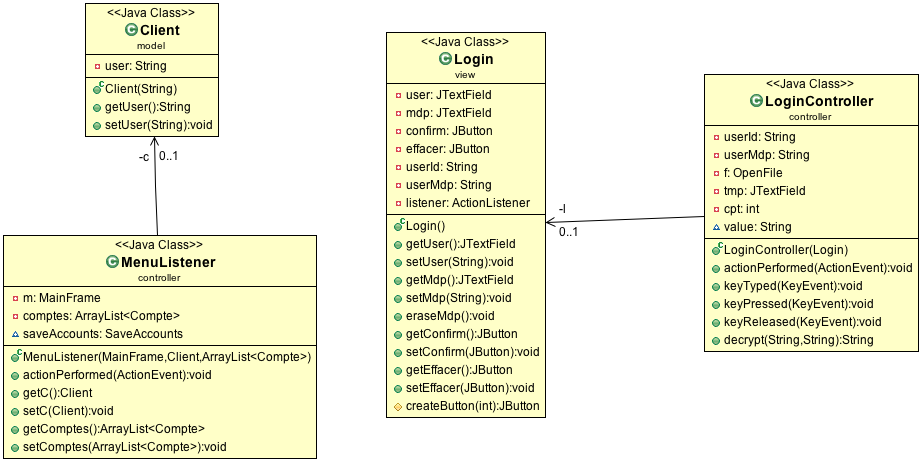 <<Java Class>>
Client
model
user: String
Client(String)
getUser():String
setUser(String):void
-c 0..1
<<Java Class>>
MenuListener
controller
m: MainFrame
comptes: ArrayList<Compte>
saveAccounts: SaveAccounts
MenuListener(MainFrame,Client,ArrayList<Compte>)
actionPerformed(ActionEvent):void
getC():Client
setC(Client):void
getComptes():ArrayList<Compte>
setComptes(ArrayList<Compte>):void
<<Java Class>>
Login
view
user: JTextField
mdp: JTextField
confirm: JButton
effacer: JButton
userId: String
userMdp: String
listener: ActionListener
Login()
getUser():JTextField
setUser(String):void
getMdp():JTextField
setMdp(String):void
eraseMdp():void
getConfirm():JButton
setConfirm(JButton):void
getEffacer():JButton
setEffacer(JButton):void
createButton(int):JButton
-l
0..1
<<Java Class>>
LoginController
controller
userId: String
userMdp: String
f: OpenFile
tmp: JTextField
cpt: int
value: String
LoginController(Login)
actionPerformed(ActionEvent):void
keyTyped(KeyEvent):void
keyPressed(KeyEvent):void
keyReleased(KeyEvent):void
decrypt(String,String):String